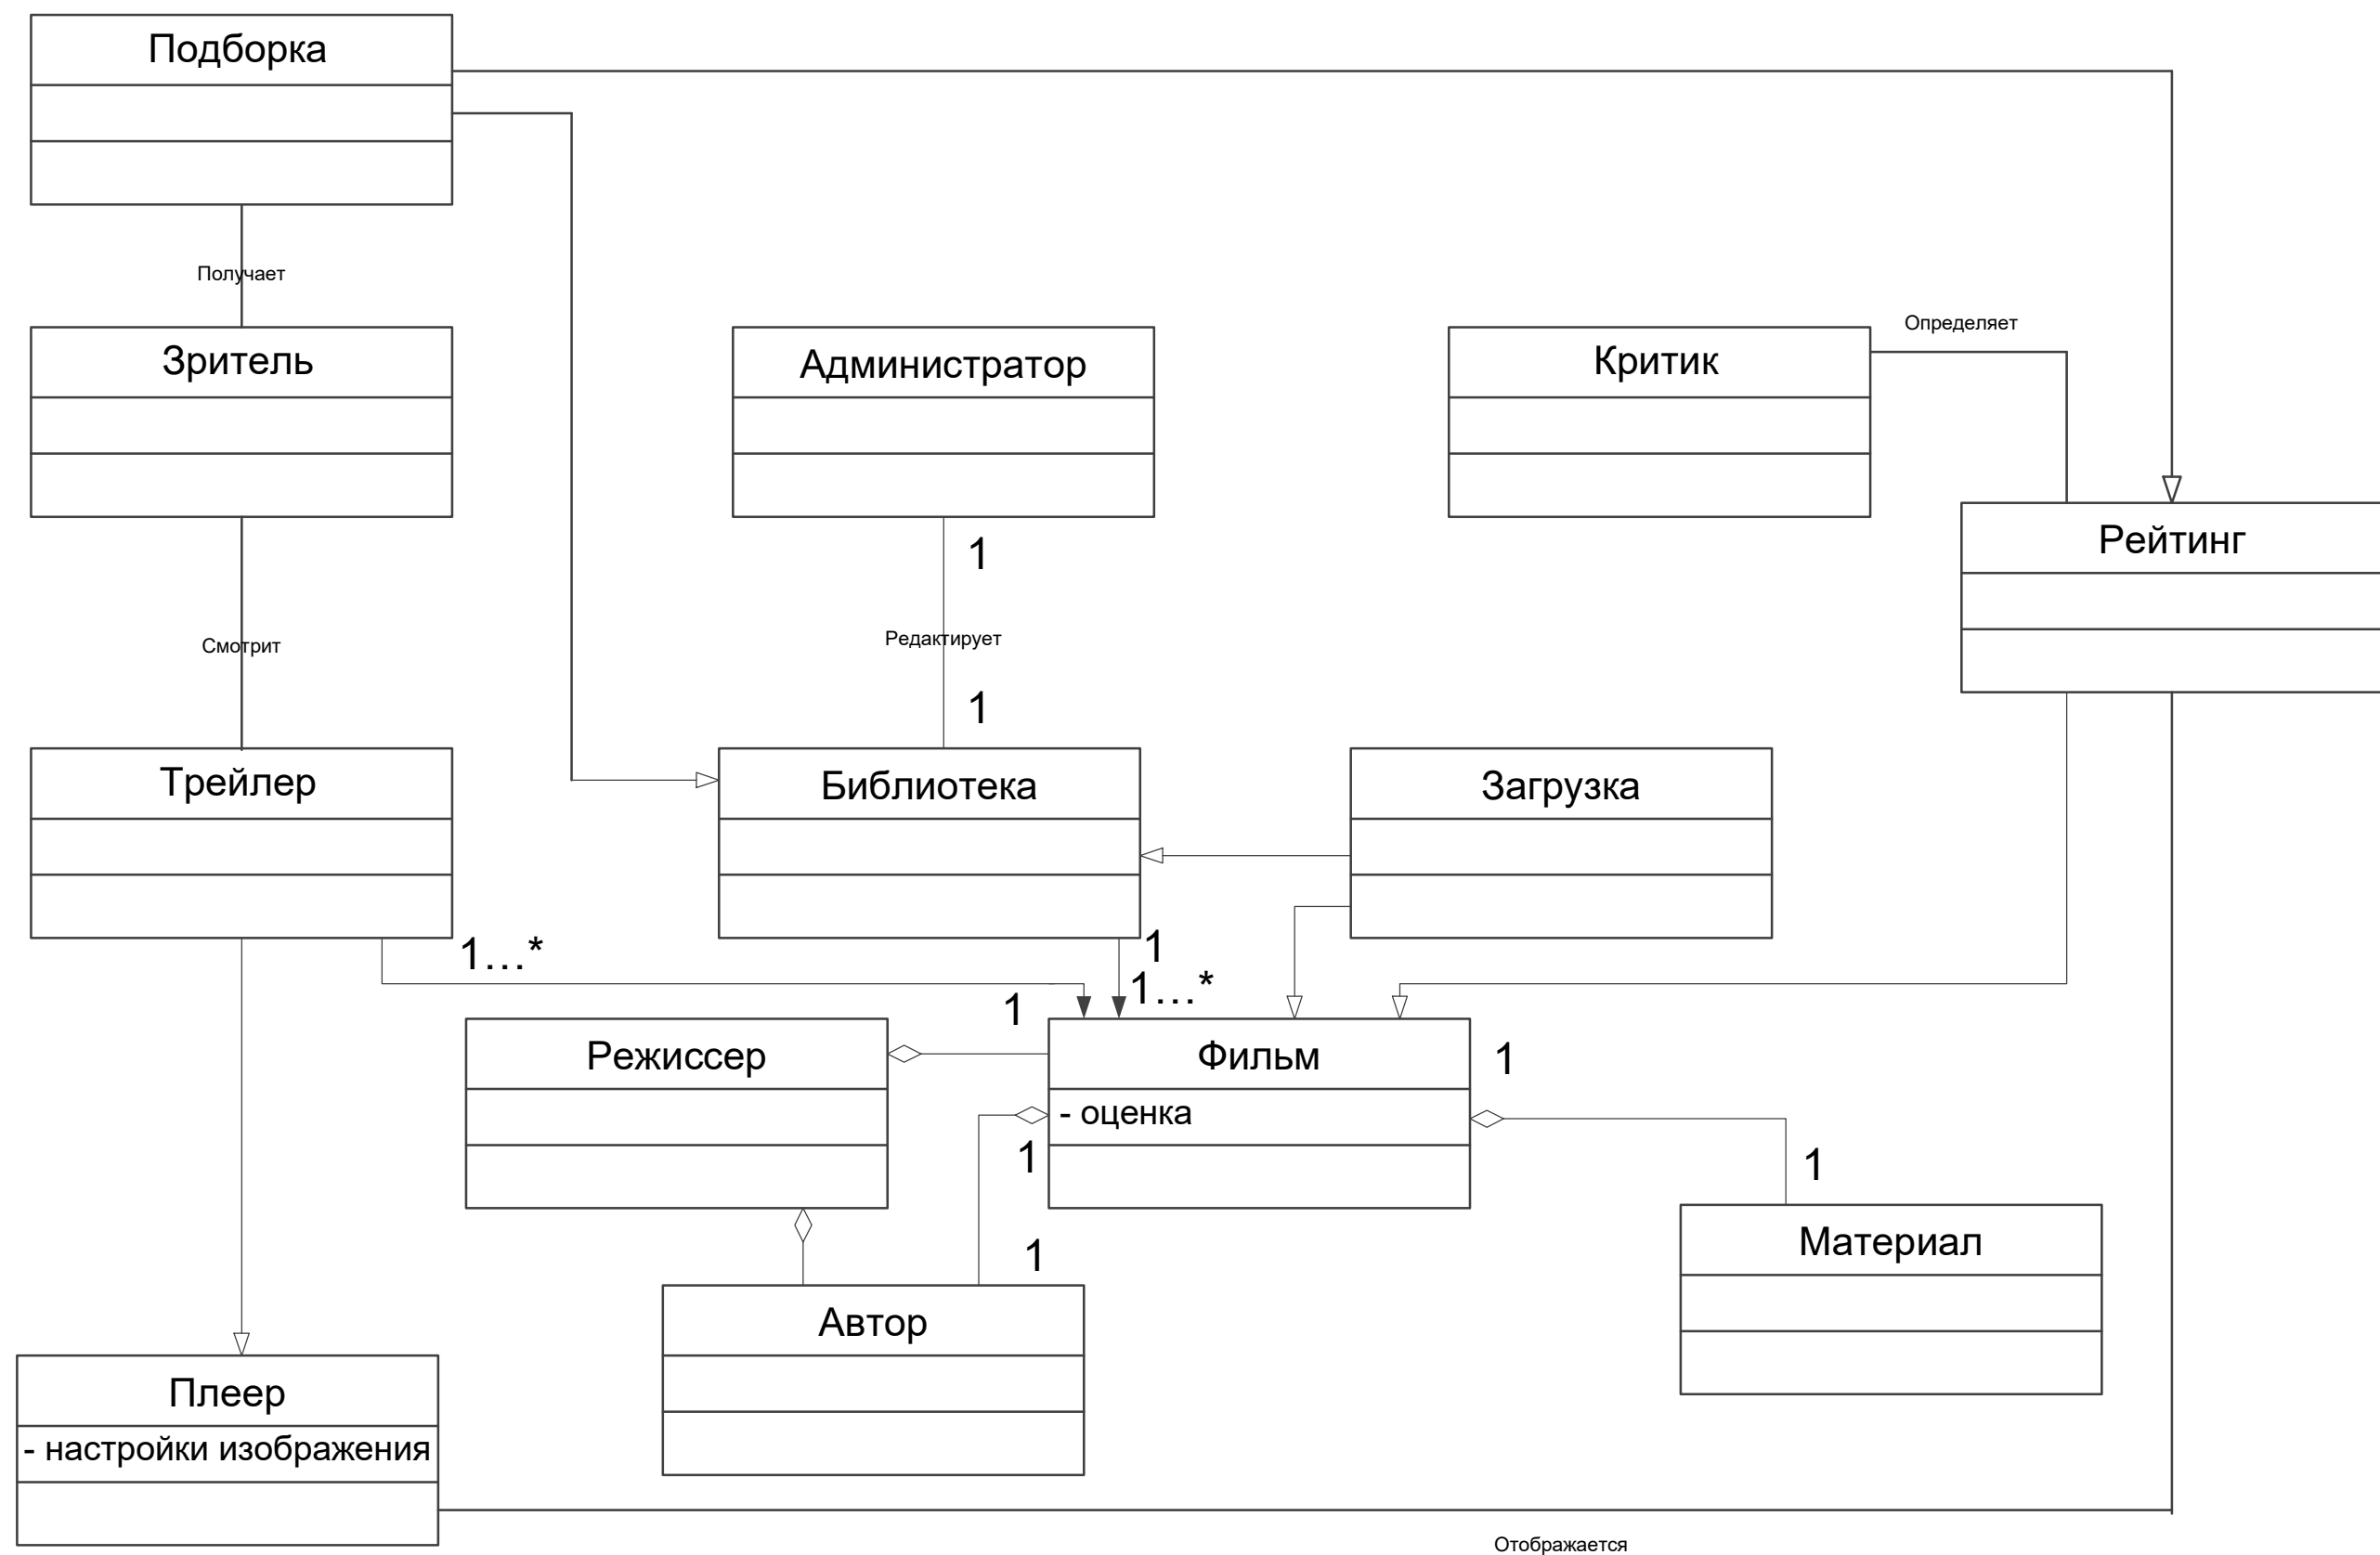 Подборка
Получает
Зритель
Администратор
Критик
Определяет
Рейтинг
1
Смотрит
Редактирует
1
Трейлер
Библиотека
Загрузка
1…*
1
1…*
1
Режиссер
Фильм
1
- оценка
1
1
1
Материал
Автор
Плеер
- настройки изображения
Отображается